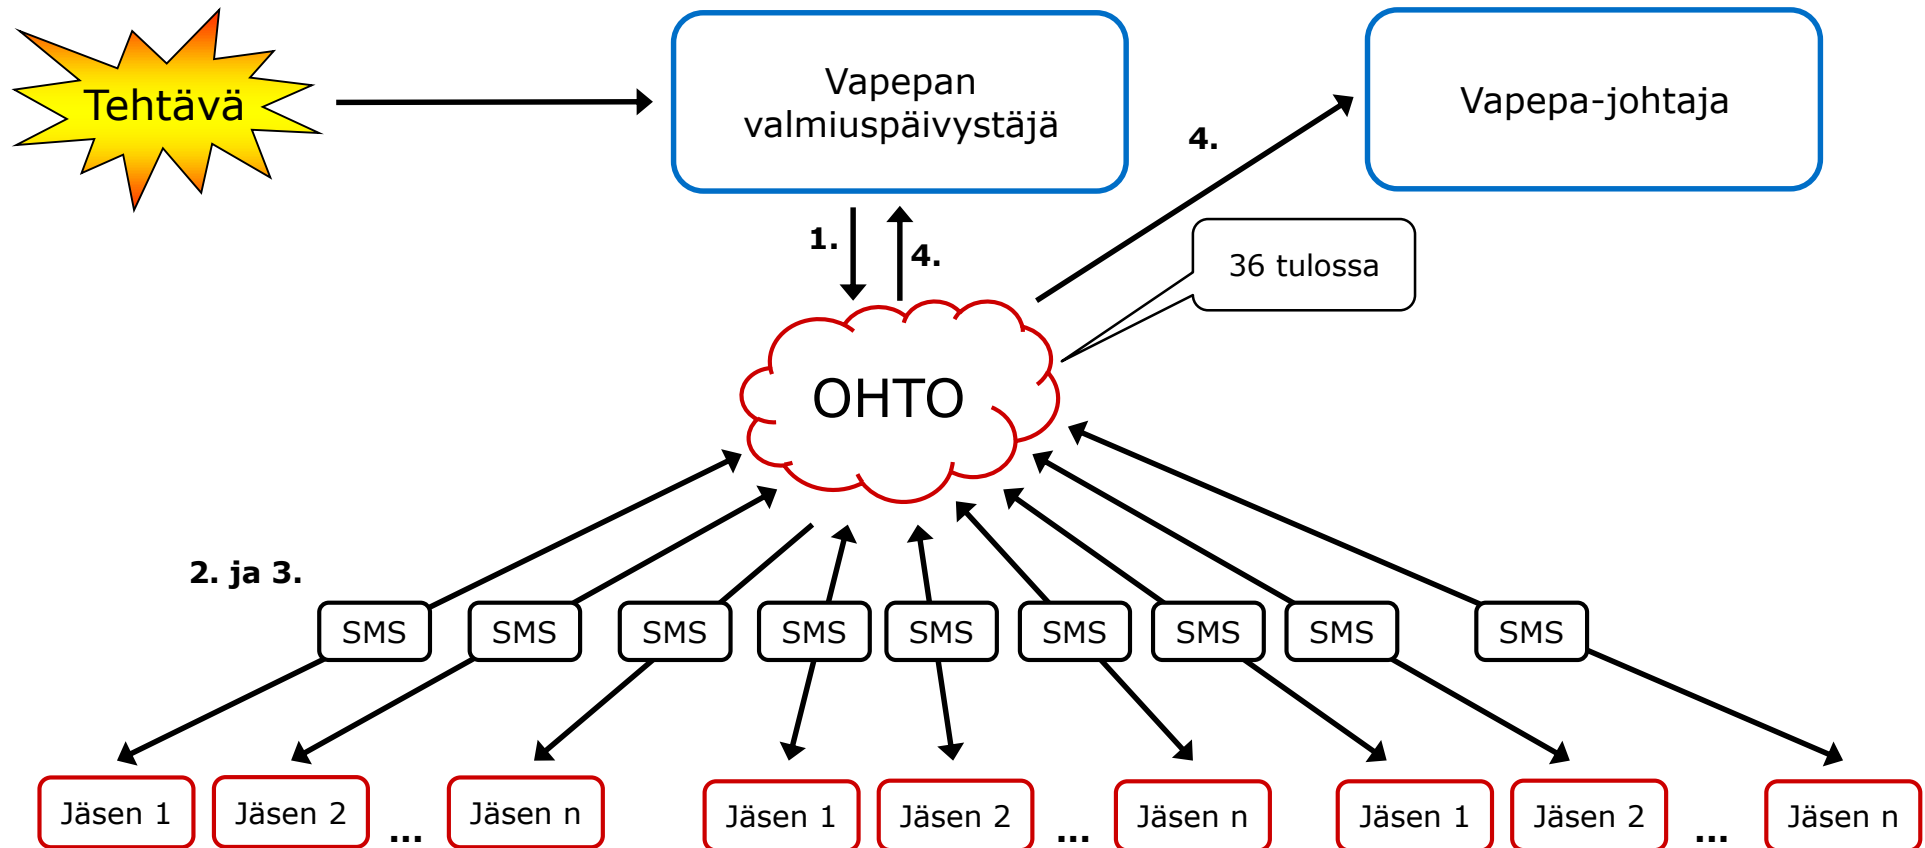 Tehtävä
Vapepan
valmiuspäivystäjä
Vapepa-johtaja
4.
1.
4.
36 tulossa
OHTO
2. ja 3.
SMS
SMS
SMS
SMS
SMS
SMS
SMS
SMS
SMS
Jäsen 1
Jäsen 2
...
Jäsen n
Jäsen 1
Jäsen 2
...
Jäsen n
Jäsen 1
Jäsen 2
...
Jäsen n